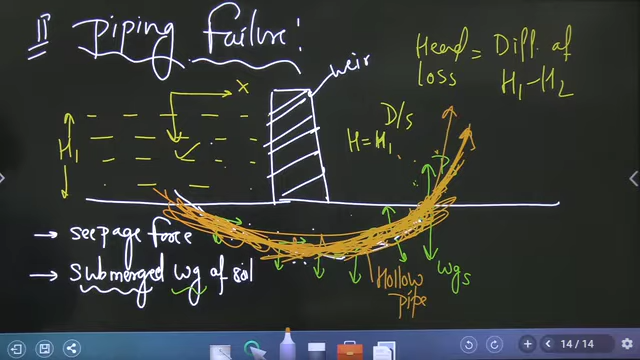 II Piping Failure:
Head loss = Diff. of H1-H2
weir
X
D/s
H = H1
H1
→ Seepage force
→ Submerged wg of soil
Hollow pipe
wgs
14 / 14